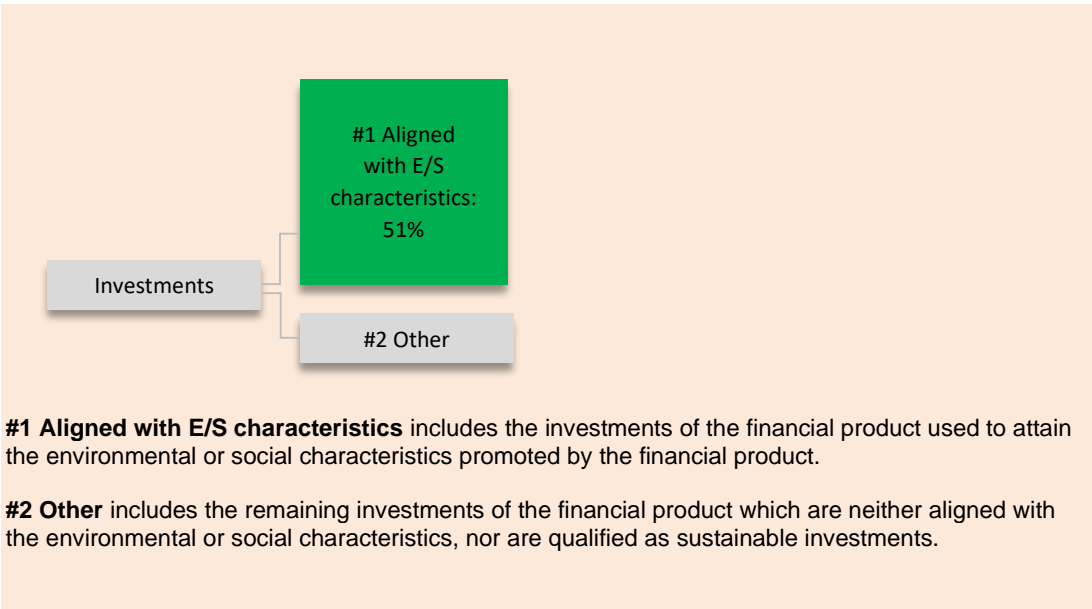 #1 Aligned
with E/S
characteristics:
51%
Investments
#2 Other
#1 Aligned with E/S characteristics includes the investments of the financial product used to attain
the environmental or social characteristics promoted by the financial product.
#2 Other includes the remaining investments of the financial product which are neither aligned with
the environmental or social characteristics, nor are qualified as sustainable investments.